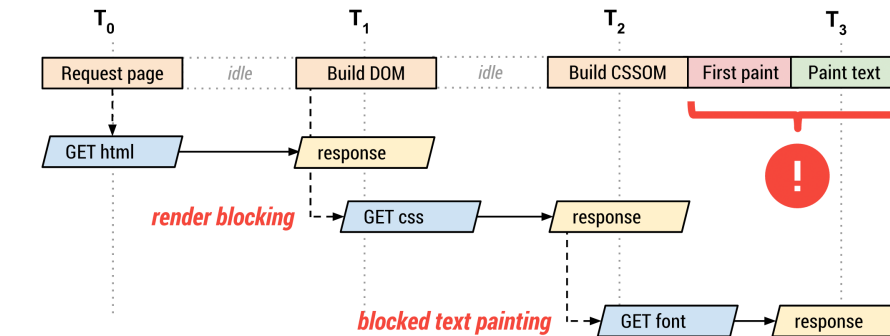 T0 T1 T2 T3
Request page idle Build DOM idle Build CSSOM First paint Paint text
GET html response
!
render blocking GET css response
blocked text painting GET font response